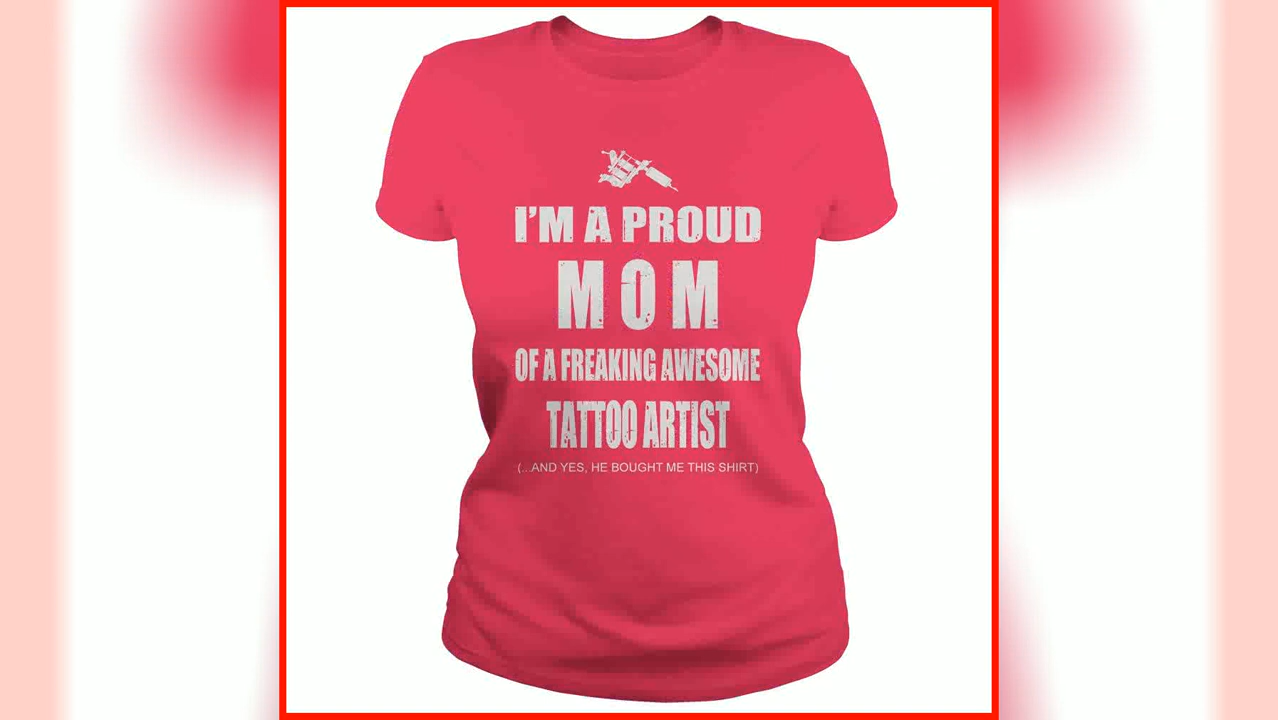 I'M A PROUD
MOM
OF A FREAKING AWESOME
TATTOO ARTIST
(...AND YES, HE BOUGHT ME THIS SHIRT)